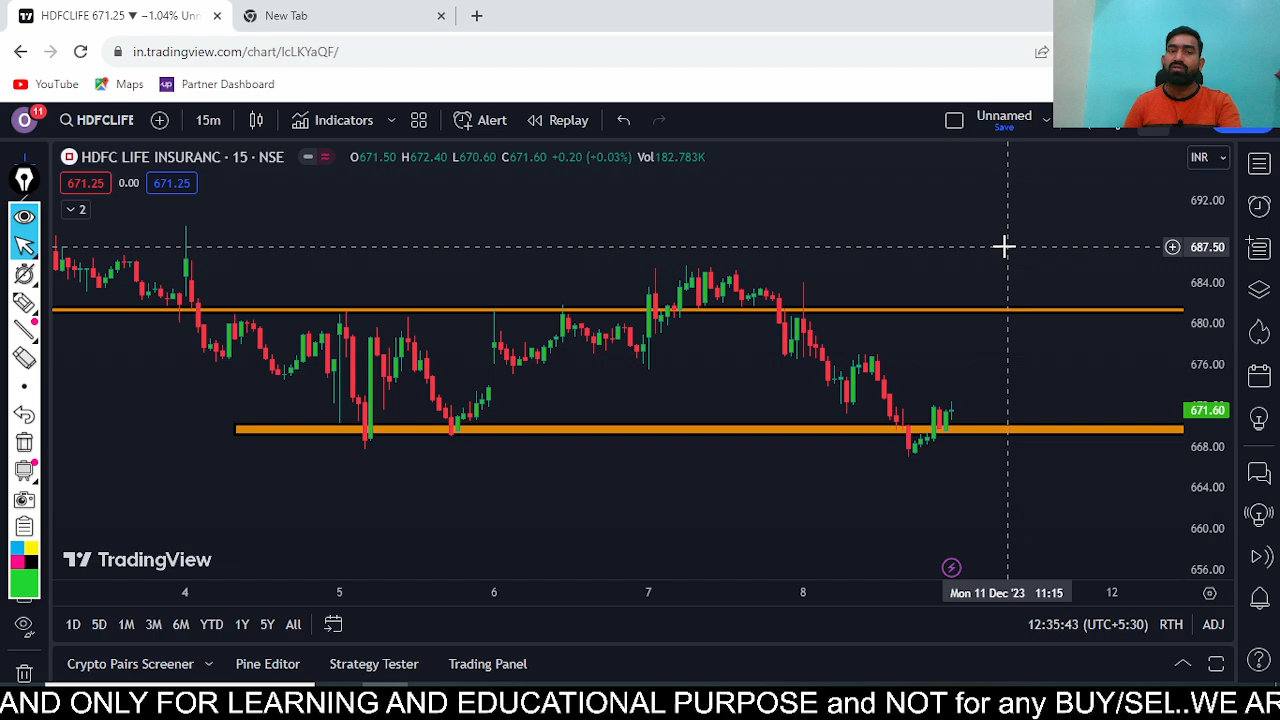 HDFCLIFE 671.25 ▼ −1.04% Unn
New Tab
in.tradingview.com/chart/IcLKYaQF/
YouTube Maps up Partner Dashboard
O 11 HDFCLIFE 15m Indicators Alert Replay Unnamed
Save
HDFC LIFE INSURANC · 15 · NSE O671.50 H672.40 L670.60 C671.60 +0.20 (+0.03%) Vol182.783K INR
671.25 0.00 671.25
2
692.00
687.50
684.00
680.00
676.00
671.60
668.00
664.00
660.00
656.00
TradingView
4 5 6 7 8 Mon 11 Dec '23 11:15 12
1D 5D 1M 3M 6M YTD 1Y 5Y All 12:35:43 (UTC+5:30) RTH ADJ
Crypto Pairs Screener Pine Editor Strategy Tester Trading Panel
AND ONLY FOR LEARNING AND EDUCATIONAL PURPOSE and NOT for any BUY/SEL..WE AR